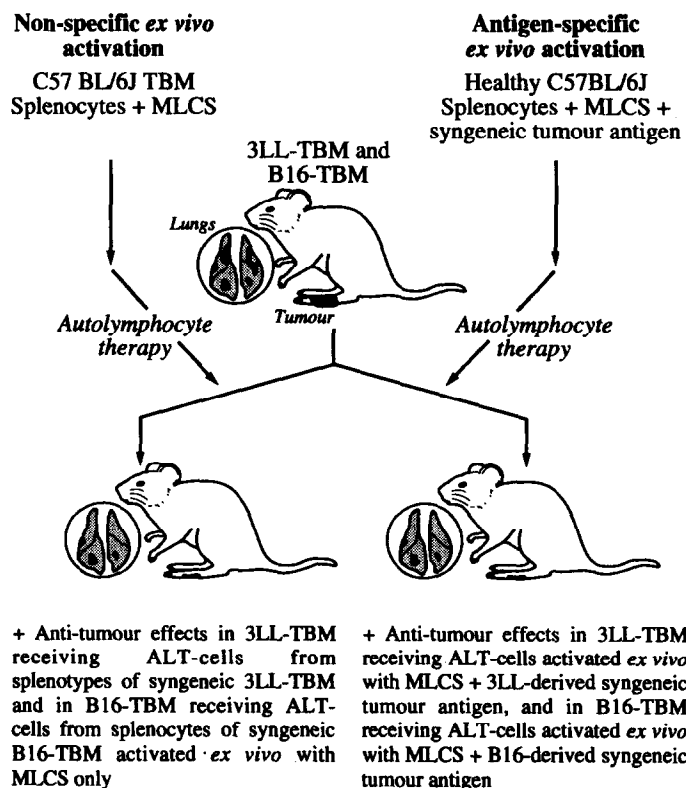 Non-specific ex vivo
activation
C57 BL/6J TBM
Splenocytes + MLCS
Antigen-specific
ex vivo activation
Healthy C57BL/6J
Splenocytes + MLCS +
syngeneic tumour antigen
3LL-TBM and
B16-TBM
Lungs
Tumour
Autolymphocyte
therapy
Autolymphocyte
therapy
+ Anti-tumour effects in 3LL-TBM
receiving ALT-cells from
splenotypes of syngeneic 3LL-TBM
and in B16-TBM receiving ALT-
cells from splenocytes of syngeneic
B16-TBM activated ex vivo with
MLCS only
+ Anti-tumour effects in 3LL-TBM
receiving ALT-cells activated ex vivo
with MLCS + 3LL-derived syngeneic
tumour antigen, and in B16-TBM
receiving ALT-cells activated ex vivo
with MLCS + B16-derived syngeneic
tumour antigen